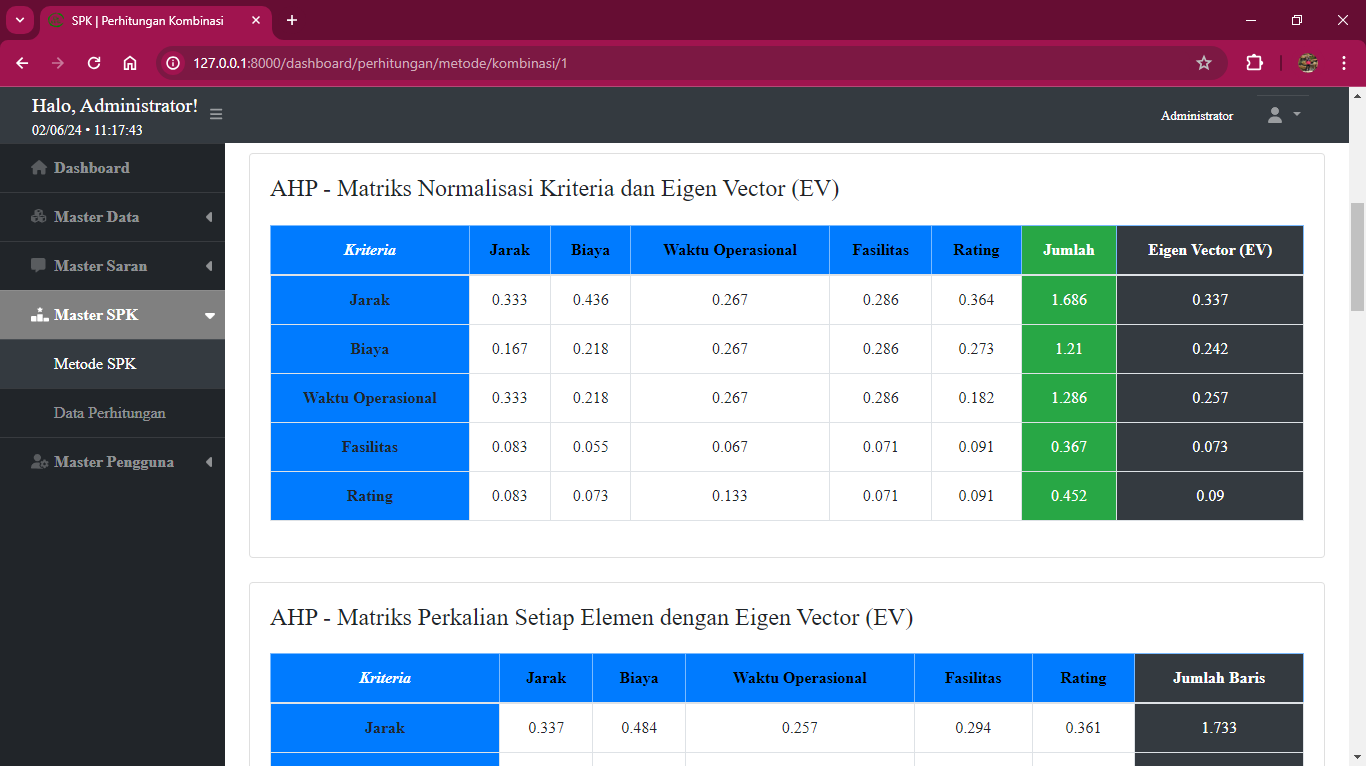 SPK | Perhitungan Kombinasi
127.0.0.1:8000/dashboard/perhitungan/metode/kombinasi/1
Halo, Administrator!
02/06/24 • 11:17:43
Administrator
Dashboard
Master Data
Master Saran
Master SPK
Metode SPK
Data Perhitungan
Master Pengguna
AHP - Matriks Normalisasi Kriteria dan Eigen Vector (EV)
Kriteria Jarak Biaya Waktu Operasional Fasilitas Rating Jumlah Eigen Vector (EV)
Jarak 0.333 0.436 0.267 0.286 0.364 1.686 0.337
Biaya 0.167 0.218 0.267 0.286 0.273 1.21 0.242
Waktu Operasional 0.333 0.218 0.267 0.286 0.182 1.286 0.257
Fasilitas 0.083 0.055 0.067 0.071 0.091 0.367 0.073
Rating 0.083 0.073 0.133 0.071 0.091 0.452 0.09
AHP - Matriks Perkalian Setiap Elemen dengan Eigen Vector (EV)
Kriteria Jarak Biaya Waktu Operasional Fasilitas Rating Jumlah Baris
Jarak 0.337 0.484 0.257 0.294 0.361 1.733